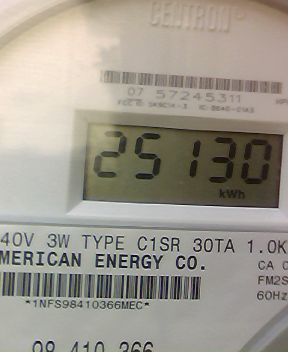 CENTRON
07 57245311
25130
kWh
40V 3W TYPE C1SR 30TA 1.0K
MERICAN ENERGY CO.
CA 0
FM2S
60Hz
*1NFS98410366MEC*
98 410 366